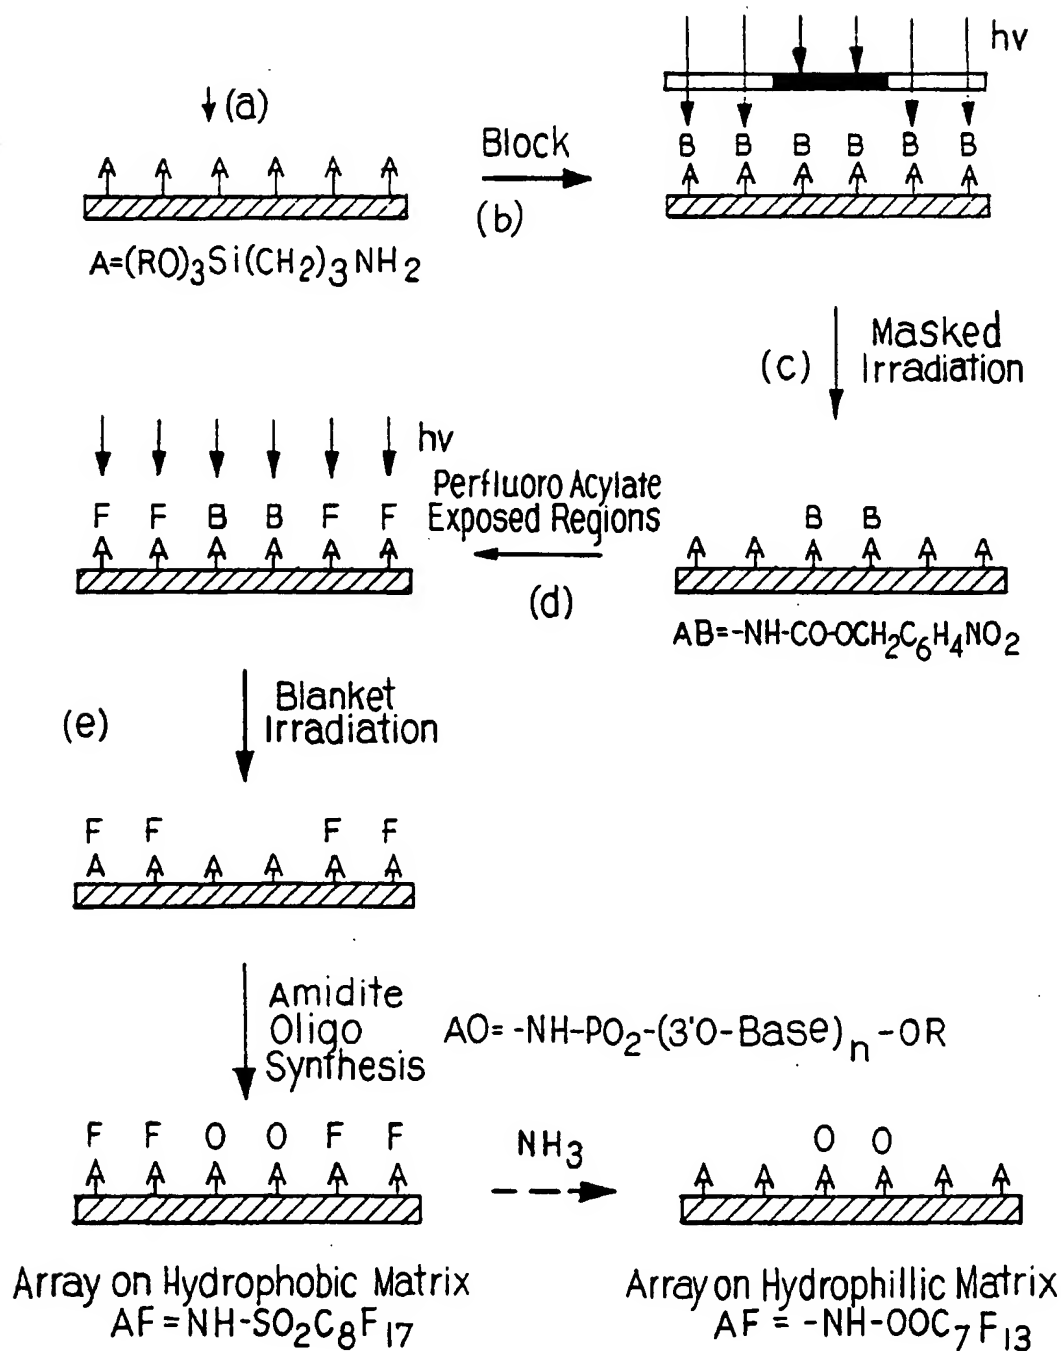 (a)
A A A A A A
A=(RO)3Si(CH2)3NH2
Block
(b)
hv
B B B B B B
A A A A A A
(c)
Masked
Irradiation
B B
A A A A A A
AB=-NH-CO-OCH2C6H4NO2
Perfluoro Acylate
Exposed Regions
(d)
hv
F F B B F F
A A A A A A
(e)
Blanket
Irradiation
F F F F
A A A A A A
Amidite
Oligo
Synthesis
AO= -NH-PO2-(3'O-Base)n-OR
F F O O F F
A A A A A A
Array on Hydrophobic Matrix
AF=NH-SO2C8F17
NH3
O O
A A A A A A
Array on Hydrophillic Matrix
AF = -NH-OOC7F13